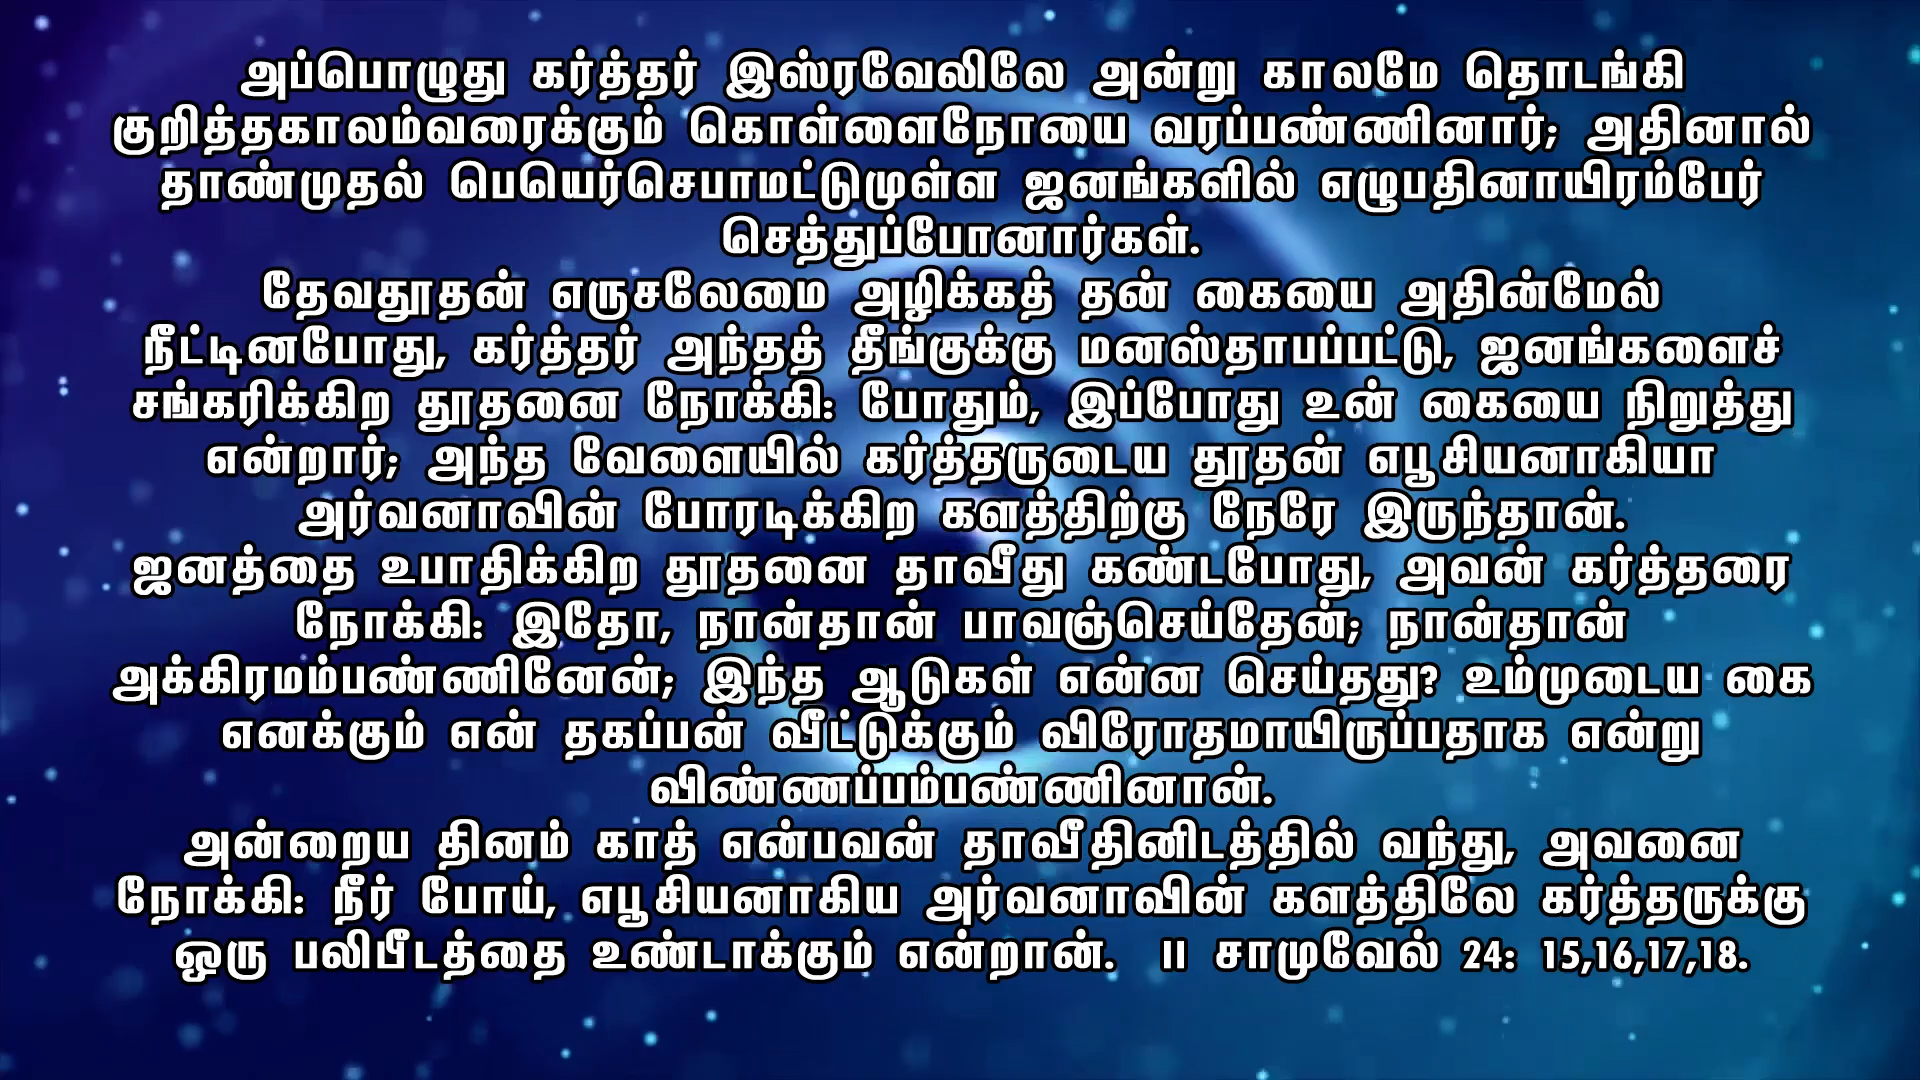 அப்பொழுது கர்த்தர் இஸ்ரவேலிலே அன்று காலமே தொடங்கி
குறித்தகாலம்வரைக்கும் கொள்ளைநோயை வரப்பண்ணினார்; அதினால்
தாண்முதல் பெயெர்செபாமட்டுமுள்ள ஜனங்களில் எழுபதினாயிரம்பேர்
செத்துப்போனார்கள்.
தேவதூதன் எருசலேமை அழிக்கத் தன் கையை அதின்மேல்
நீட்டினபோது, கர்த்தர் அந்தத் தீங்குக்கு மனஸ்தாபப்பட்டு, ஜனங்களைச்
சங்கரிக்கிற தூதனை நோக்கி: போதும், இப்போது உன் கையை நிறுத்து
என்றார்; அந்த வேளையில் கர்த்தருடைய தூதன் எபூசியனாகியா
அர்வனாவின் போரடிக்கிற களத்திற்கு நேரே இருந்தான்.
ஜனத்தை உபாதிக்கிற தூதனை தாவீது கண்டபோது, அவன் கர்த்தரை
நோக்கி: இதோ, நான்தான் பாவஞ்செய்தேன்; நான்தான்
அக்கிரமம்பண்ணினேன்; இந்த ஆடுகள் என்ன செய்தது? உம்முடைய கை
எனக்கும் என் தகப்பன் வீட்டுக்கும் விரோதமாயிருப்பதாக என்று
விண்ணப்பம்பண்ணினான்.
அன்றைய தினம் காத் என்பவன் தாவீதினிடத்தில் வந்து, அவனை
நோக்கி: நீர் போய், எபூசியனாகிய அர்வனாவின் களத்திலே கர்த்தருக்கு
ஒரு பலிபீடத்தை உண்டாக்கும் என்றான். II சாமுவேல் 24: 15,16,17,18.